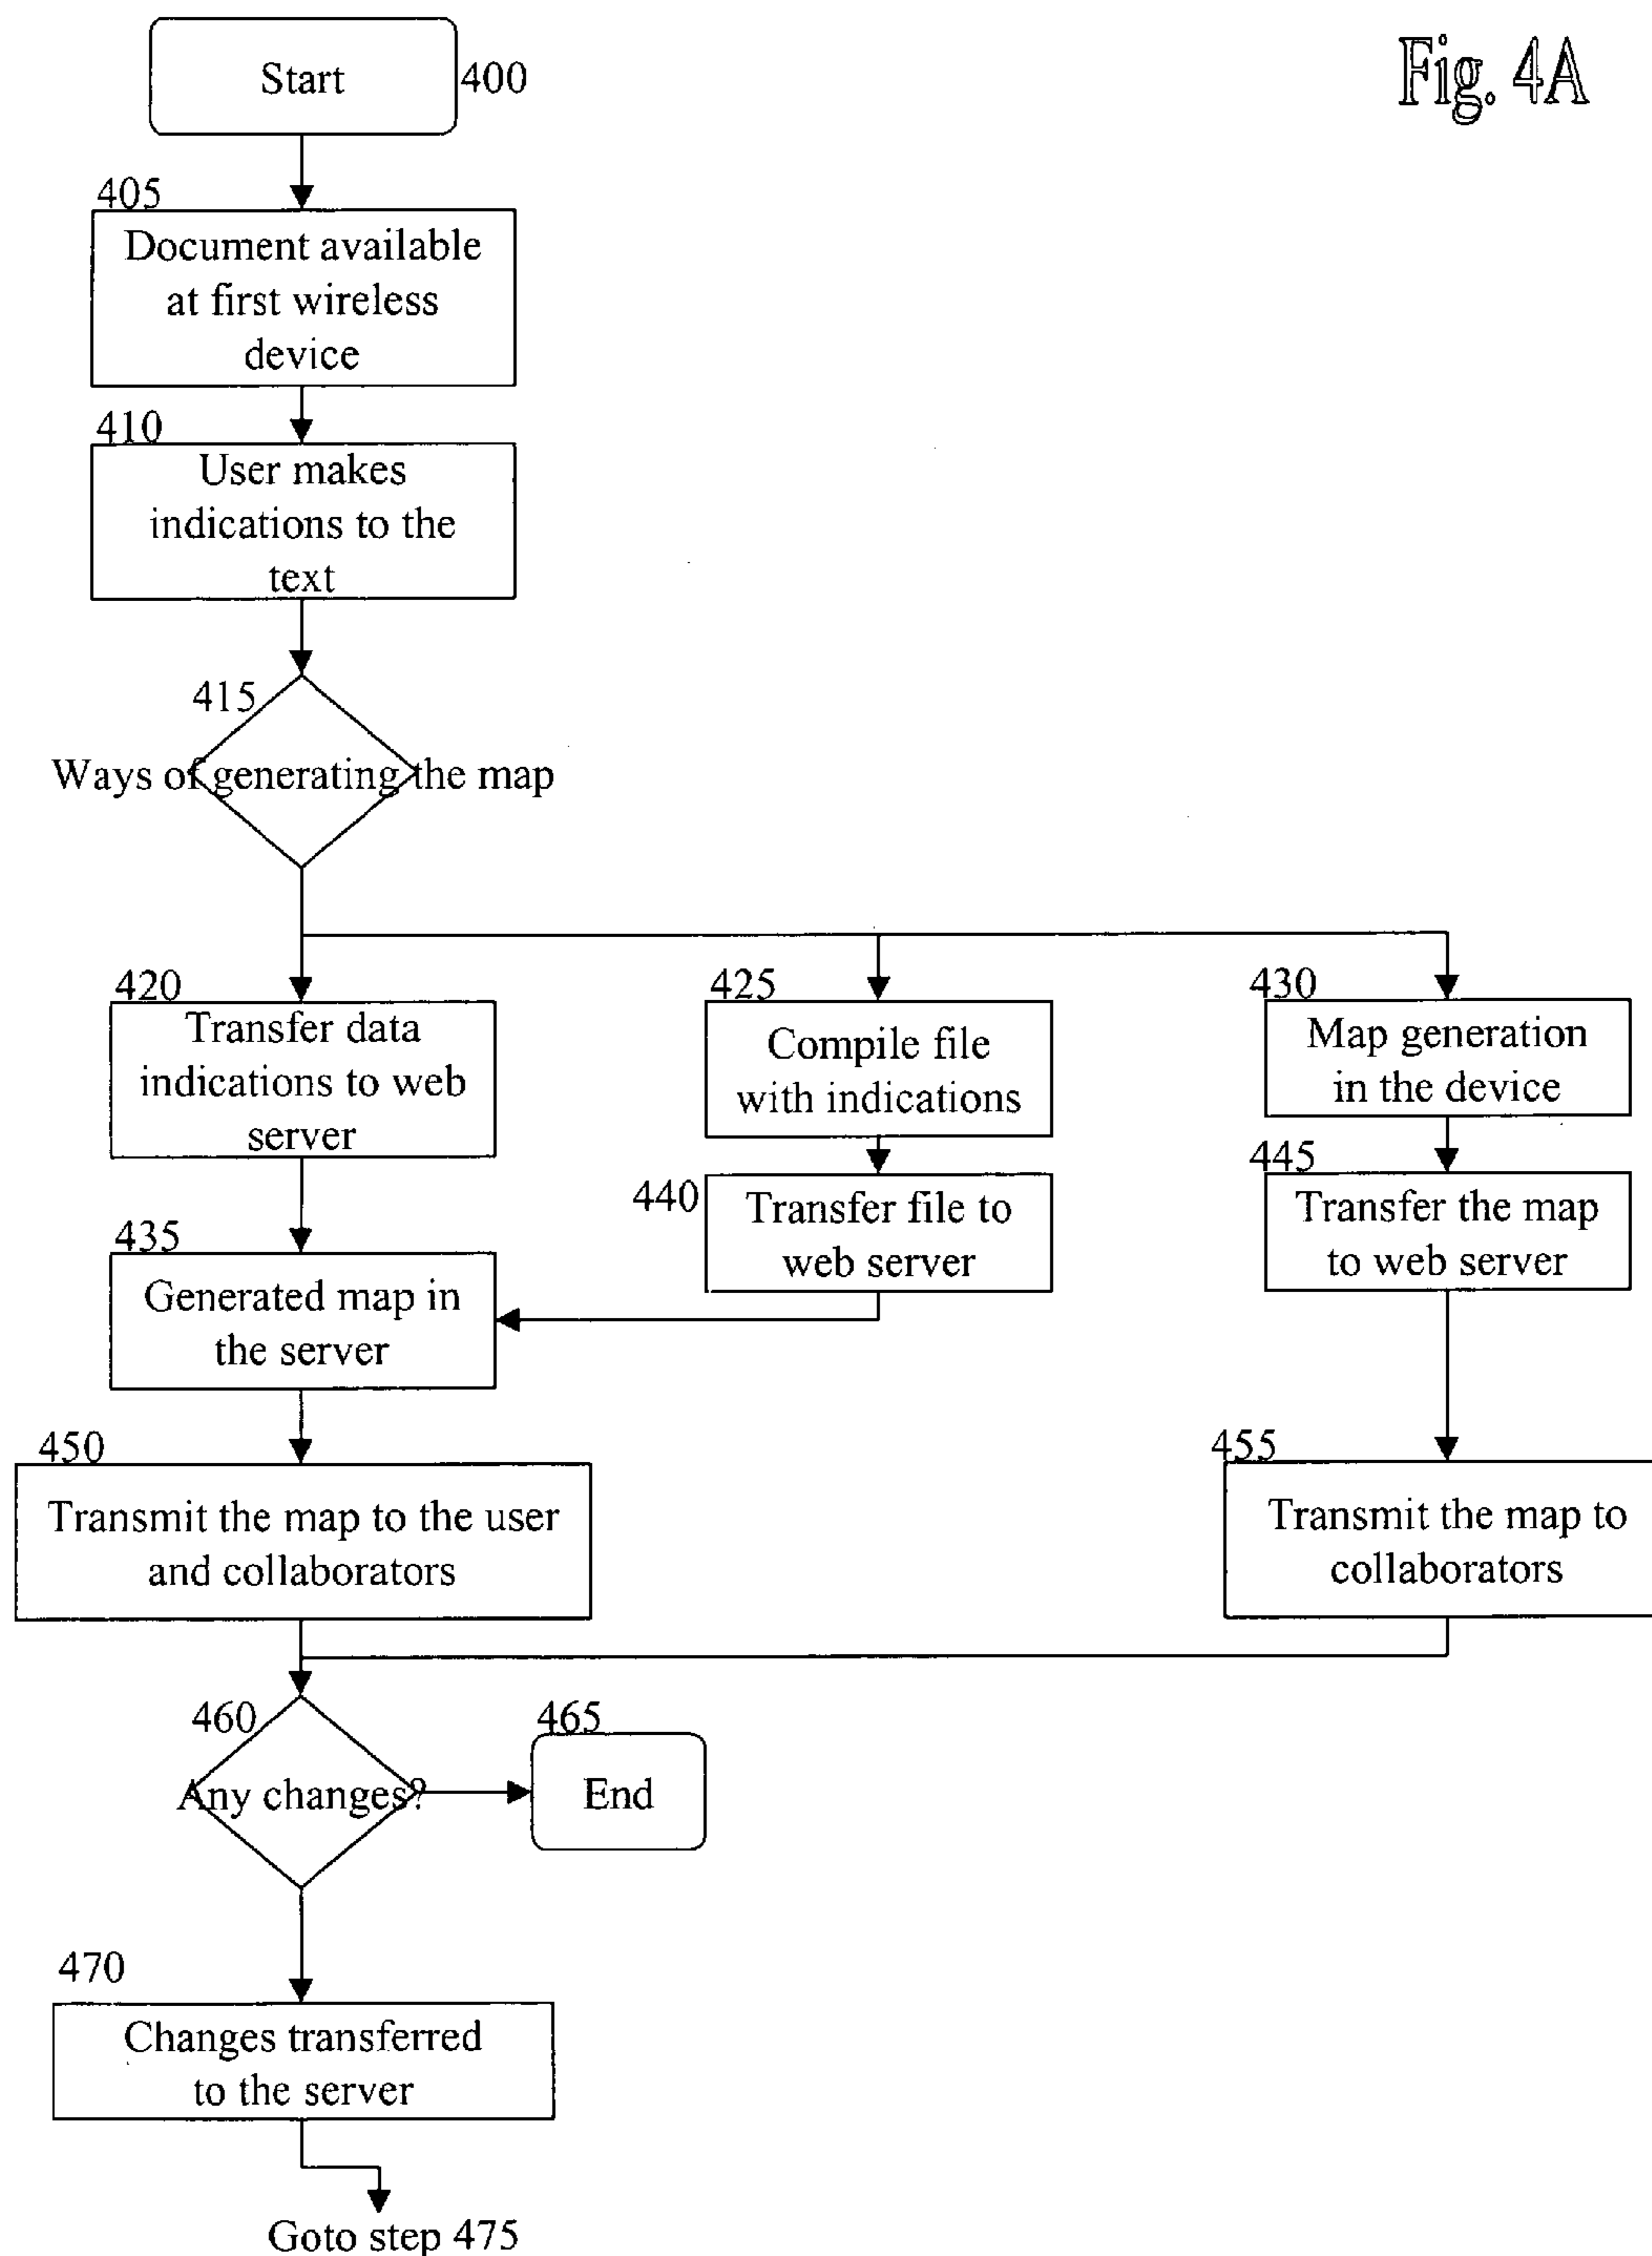 Fig. 4A
Start
400
405
Document available
at first wireless
device
410
User makes
indications to the
text
415
Ways of generating the map
420
Transfer data
indications to web
server
425
Compile file
with indications
430
Map generation
in the device
435
Generated map in
the server
440
Transfer file to
web server
445
Transfer the map
to web server
450
Transmit the map to the user
and collaborators
455
Transmit the map to
collaborators
460
Any changes?
465
End
470
Changes transferred
to the server
Goto step 475